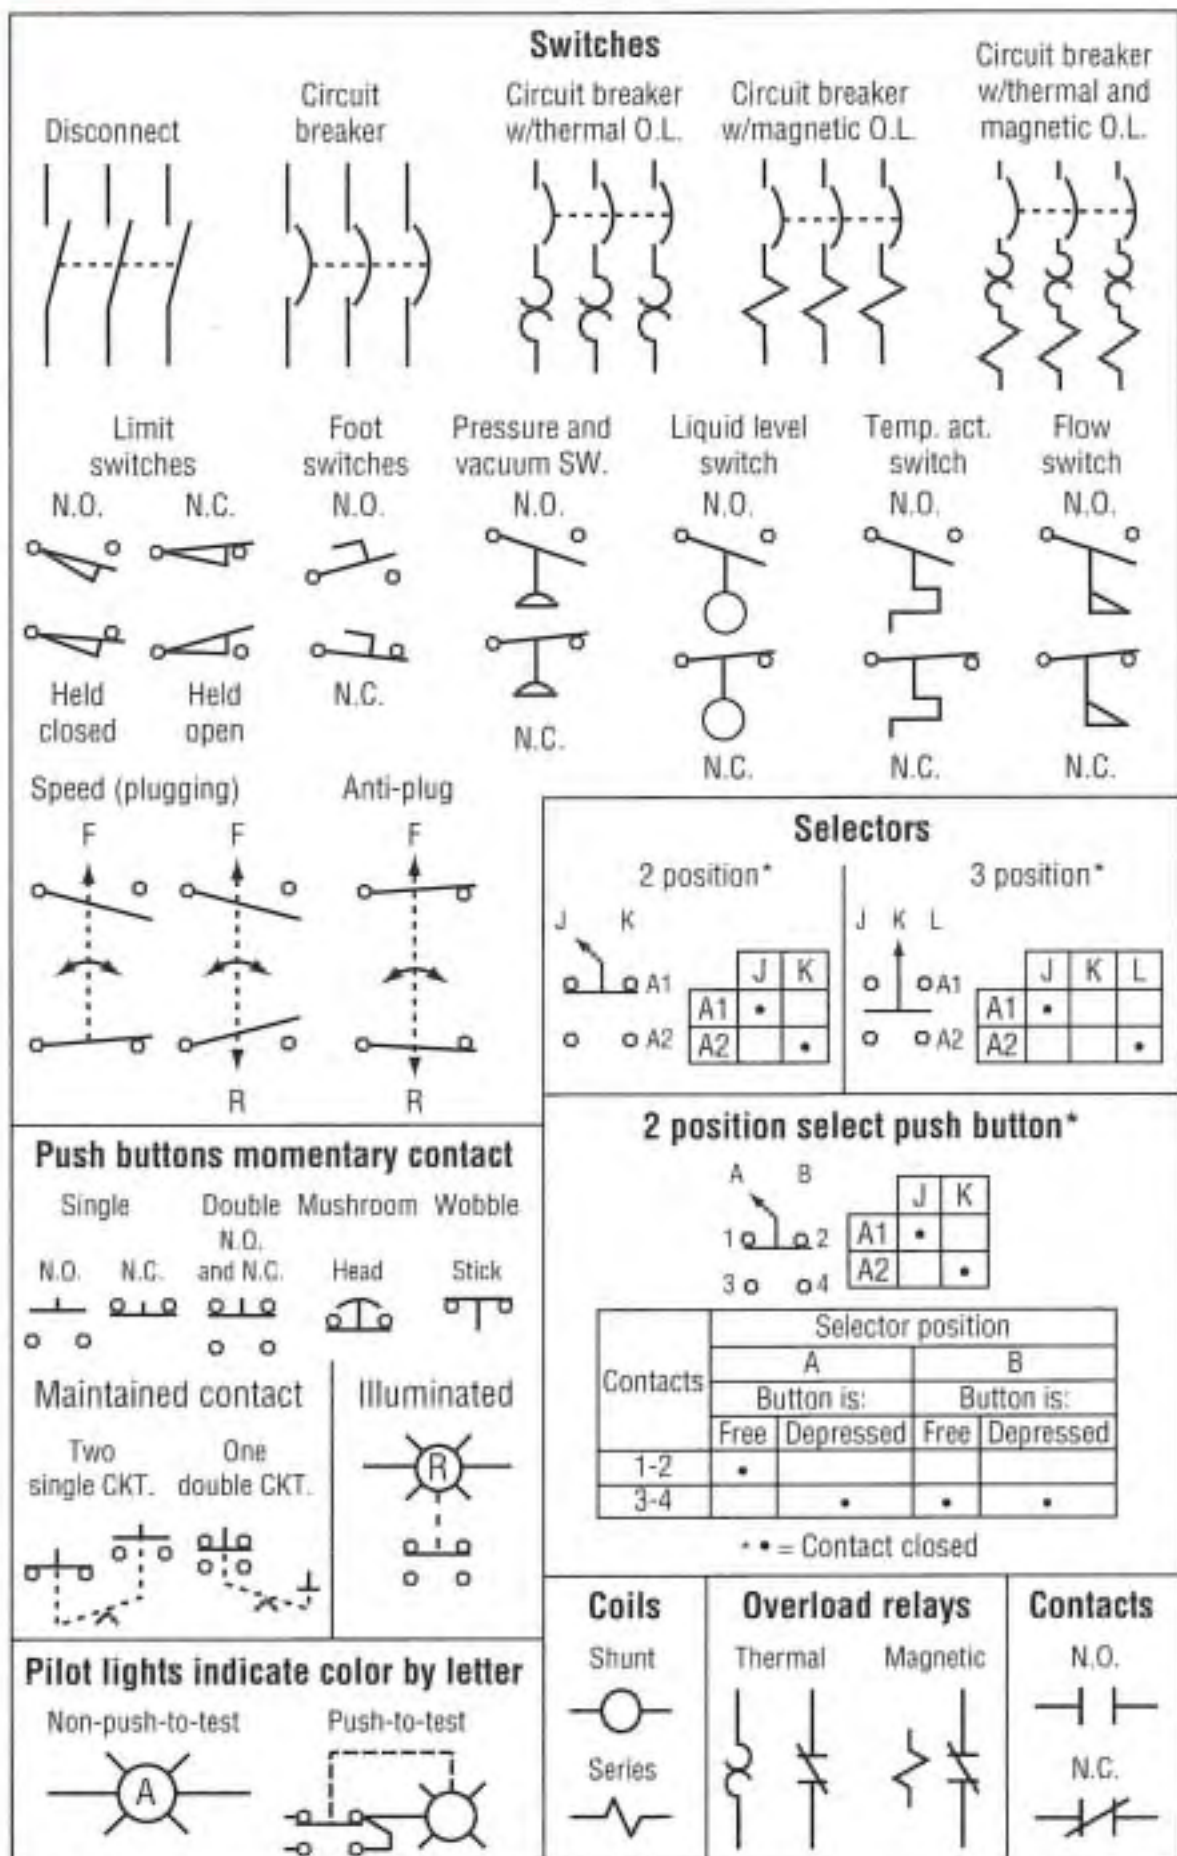 Switches
Disconnect
Circuit
breaker
Circuit breaker
w/thermal O.L.
Circuit breaker
w/magnetic O.L.
Circuit breaker
w/thermal and
magnetic O.L.
Limit
switches
N.O.
N.C.
Held
closed
Held
open
Foot
switches
N.O.
N.C.
Pressure and
vacuum SW.
N.O.
N.C.
Liquid level
switch
N.O.
N.C.
Temp. act.
switch
N.O.
N.C.
Flow
switch
N.O.
N.C.
Speed (plugging)
F
F
R
Anti-plug
F
R
Selectors
2 position*
J K
A1
A2
J K
A1 •
A2 •
3 position*
J K L
A1
A2
J K L
A1 •
A2 •
Push buttons momentary contact
Single
N.O.
N.C.
Double
N.O.
and N.C.
Mushroom
Head
Wobble
Stick
Maintained contact
Two
single CKT.
One
double CKT.
Illuminated
R
2 position select push button*
A B
1 2
3 4
J K
A1 •
A2 •
Contacts
Selector position
A B
Button is: Button is:
Free Depressed Free Depressed
1-2 •
3-4 • • •
* • = Contact closed
Pilot lights indicate color by letter
Non-push-to-test
A
Push-to-test
Coils
Shunt
Series
Overload relays
Thermal
Magnetic
Contacts
N.O.
N.C.